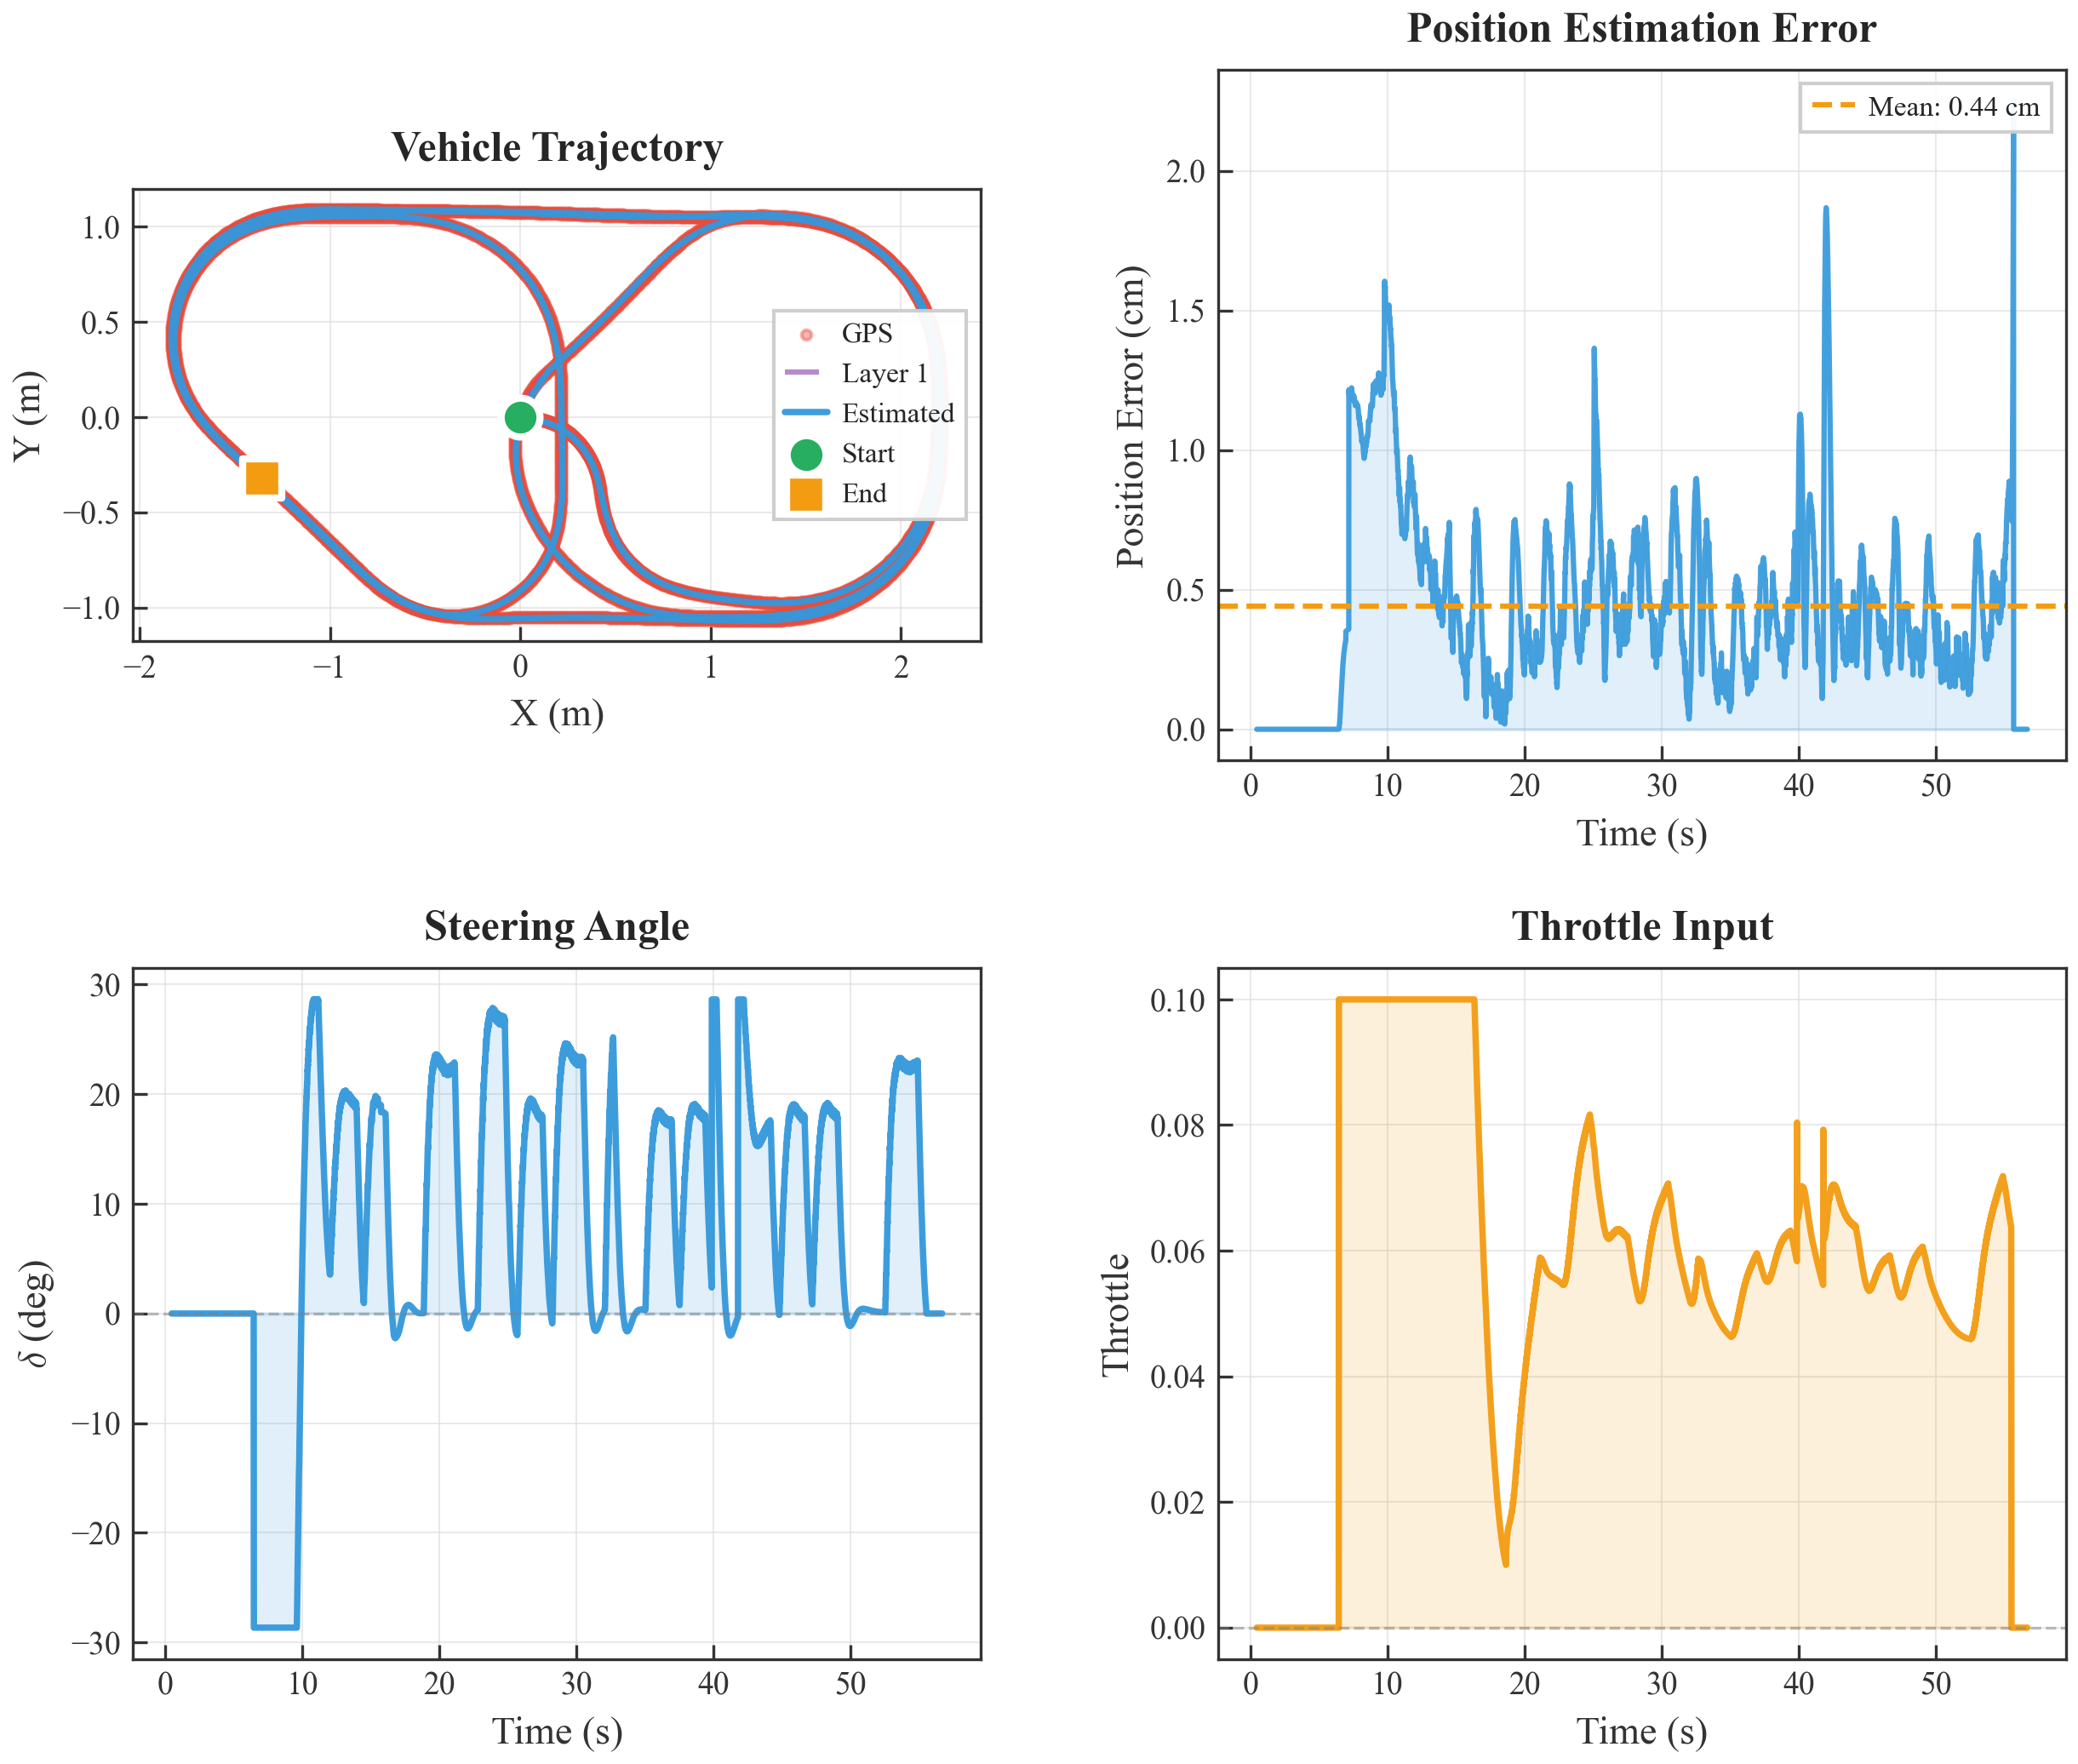 Vehicle Trajectory
1.0
0.5
0.0
−0.5
−1.0
Y (m)
−2
−1
0
1
2
X (m)
GPS
Layer 1
Estimated
Start
End
Position Estimation Error
Mean: 0.44 cm
2.0
1.5
1.0
0.5
0.0
Position Error (cm)
0
10
20
30
40
50
Time (s)
Steering Angle
30
20
10
0
−10
−20
−30
δ (deg)
0
10
20
30
40
50
Time (s)
Throttle Input
0.10
0.08
0.06
0.04
0.02
0.00
Throttle
0
10
20
30
40
50
Time (s)